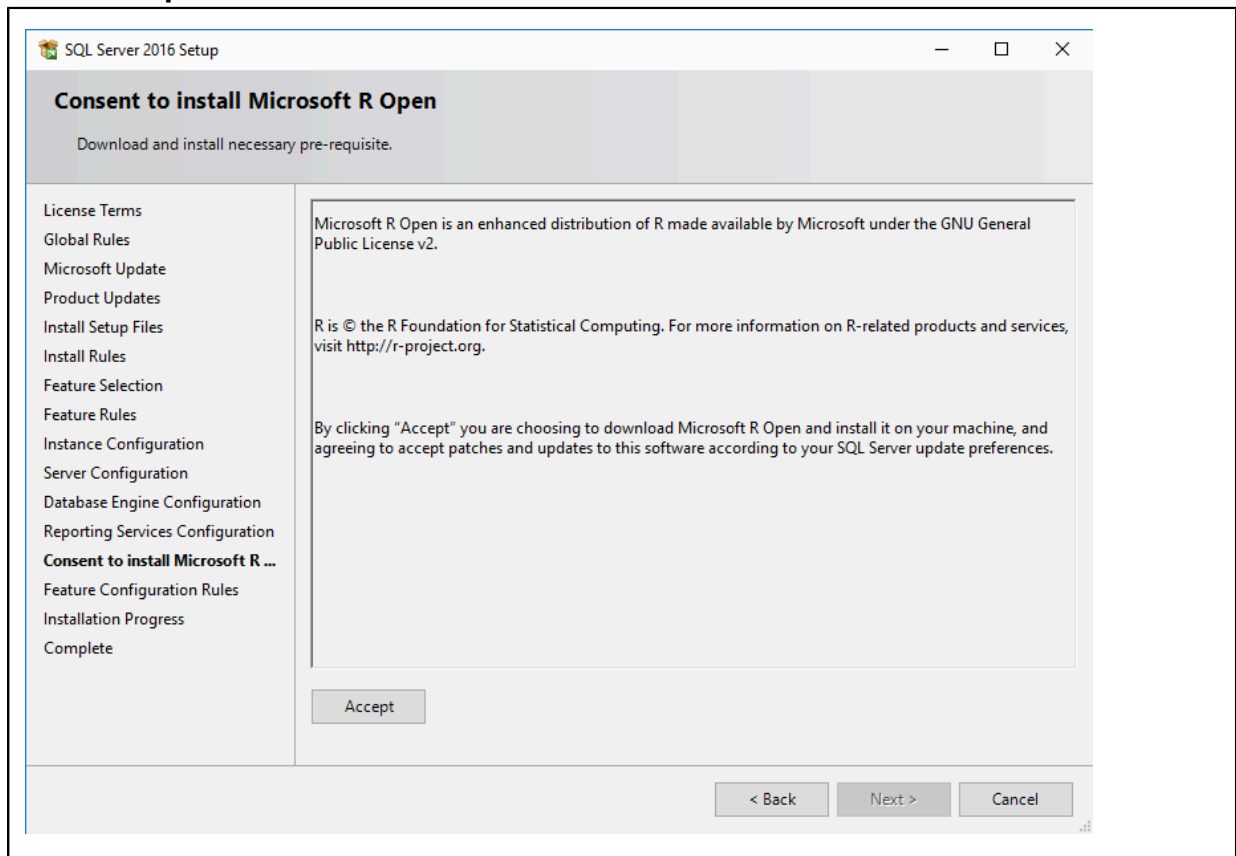 SQL Server 2016 Setup
Consent to install Microsoft R Open
Download and install necessary pre-requisite.
License Terms
Global Rules
Microsoft Update
Product Updates
Install Setup Files
Install Rules
Feature Selection
Feature Rules
Instance Configuration
Server Configuration
Database Engine Configuration
Reporting Services Configuration
Consent to install Microsoft R ...
Feature Configuration Rules
Installation Progress
Complete
Microsoft R Open is an enhanced distribution of R made available by Microsoft under the GNU General
Public License v2.
R is © the R Foundation for Statistical Computing. For more information on R-related products and services,
visit http://r-project.org.
By clicking "Accept" you are choosing to download Microsoft R Open and install it on your machine, and
agreeing to accept patches and updates to this software according to your SQL Server update preferences.
Accept
< Back
Next >
Cancel